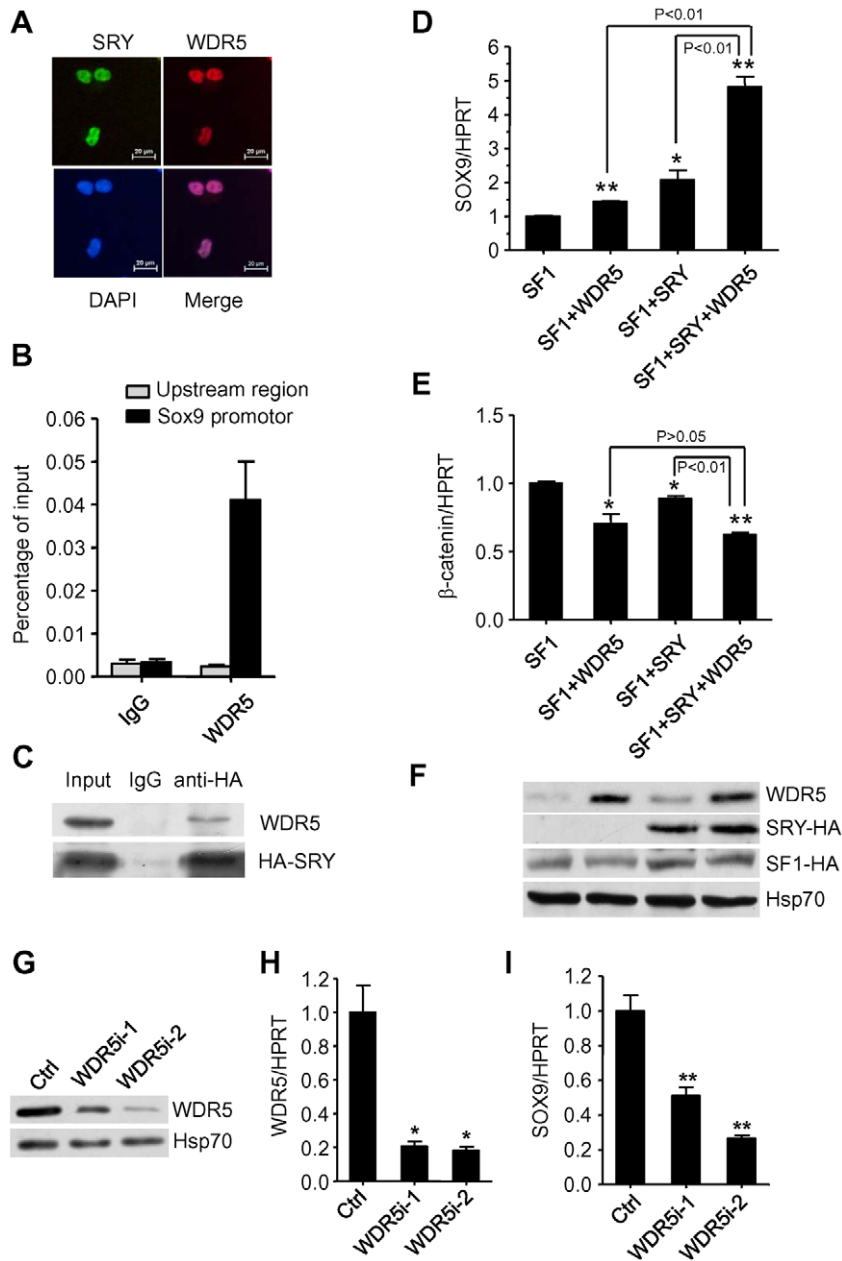 A
SRY WDR5
20 μm 20 μm
20 μm 20 μm
DAPI Merge
B
Upstream region
Sox9 promotor
Percentage of input
0.06
0.05
0.04
0.03
0.02
0.01
0.00
IgG WDR5
C
Input IgG anti-HA
WDR5
HA-SRY
D
P<0.01
P<0.01
SOX9/HPRT
6
5
4
3
2
1
0
** * **
SF1 SF1+WDR5 SF1+SRY SF1+SRY+WDR5
E
P>0.05
P<0.01
β-catenin/HPRT
1.5
1.0
0.5
0.0
* * **
SF1 SF1+WDR5 SF1+SRY SF1+SRY+WDR5
F
WDR5
SRY-HA
SF1-HA
Hsp70
G
Ctrl WDR5i-1 WDR5i-2
WDR5
Hsp70
H
WDR5/HPRT
1.2
1.0
0.8
0.6
0.4
0.2
0.0
* *
Ctrl WDR5i-1 WDR5i-2
I
SOX9/HPRT
1.2
1.0
0.8
0.6
0.4
0.2
0.0
** **
Ctrl WDR5i-1 WDR5i-2